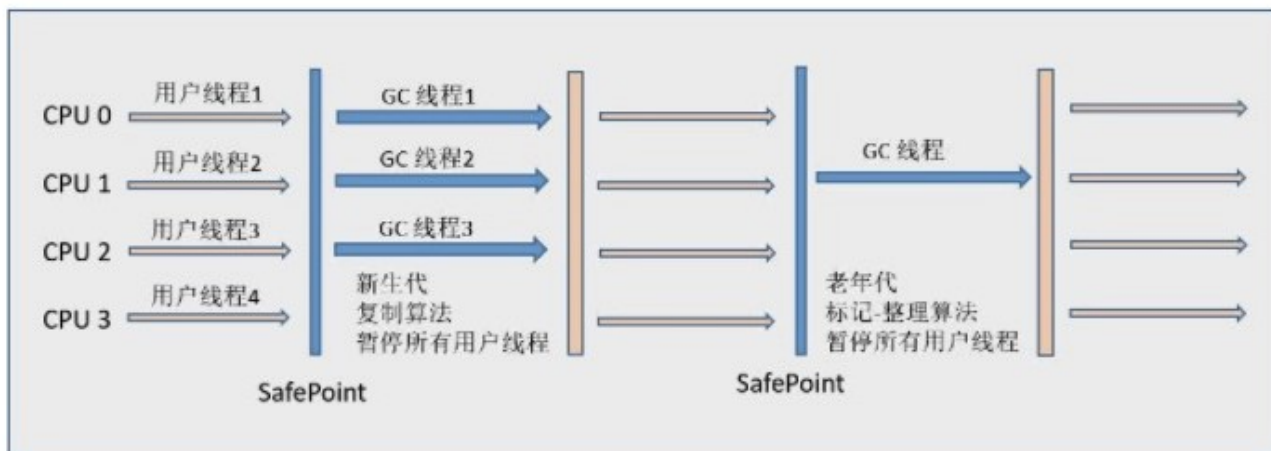 CPU 0
用户线程1
GC 线程1
CPU 1
用户线程2
GC 线程2
GC 线程
CPU 2
用户线程3
GC 线程3
CPU 3
用户线程4
新生代
复制算法
暂停所有用户线程
老年代
标记-整理算法
暂停所有用户线程
SafePoint
SafePoint